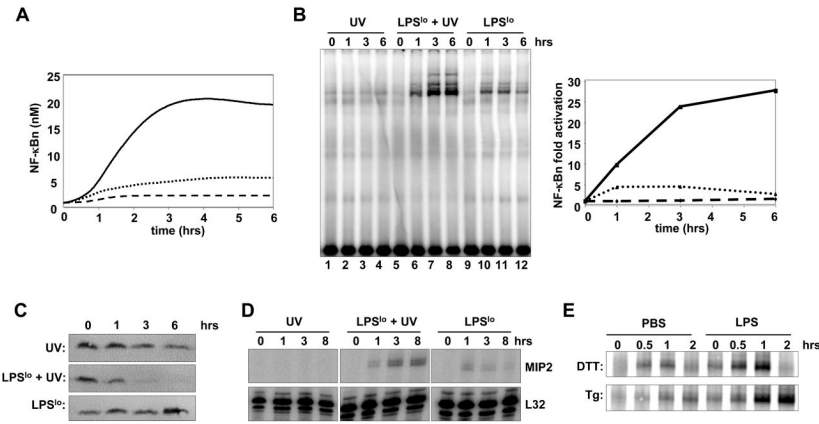 A
NF-κBn (nM)
25
20
15
10
5
0
0 1 2 3 4 5 6
time (hrs)
B
UV LPSlo + UV LPSlo
0 1 3 6 0 1 3 6 0 1 3 6 hrs
1 2 3 4 5 6 7 8 9 10 11 12
NF-κBn fold activation
30
25
20
15
10
5
0
0 1 2 3 4 5 6
time (hrs)
C
0 1 3 6 hrs
UV:
LPSlo + UV:
LPSlo:
D
UV LPSlo + UV LPSlo
0 1 3 8 0 1 3 8 0 1 3 8 hrs
MIP2
L32
E
PBS LPS
0 0.5 1 2 0 0.5 1 2 hrs
DTT:
Tg: